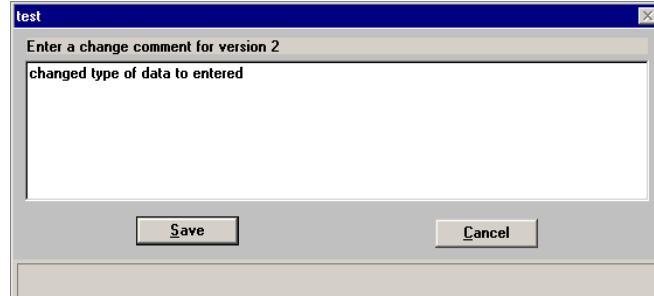 test
Enter a change comment for version 2
changed type of data to entered
Save
Cancel